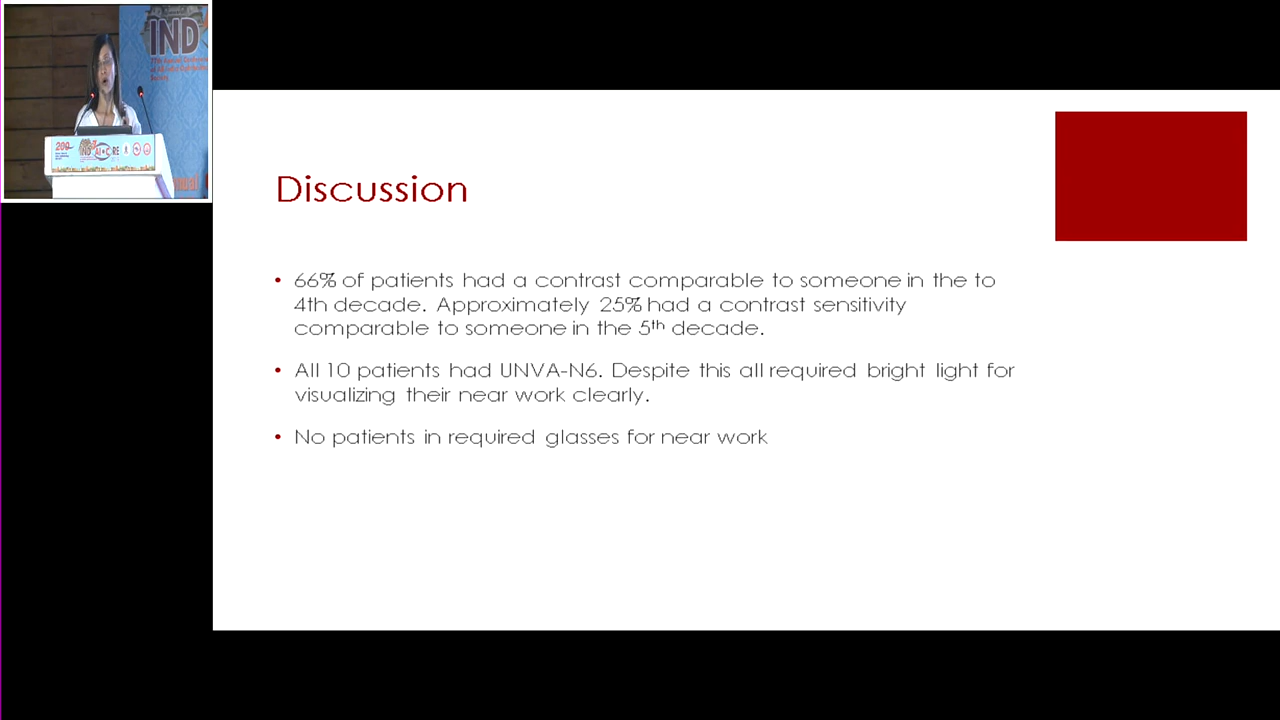 IND
Discussion
• 66% of patients had a contrast comparable to someone in the to
4th decade. Approximately 25% had a contrast sensitivity
comparable to someone in the 5th decade.
• All 10 patients had UNVA-N6. Despite this all required bright light for
visualizing their near work clearly.
• No patients in required glasses for near work